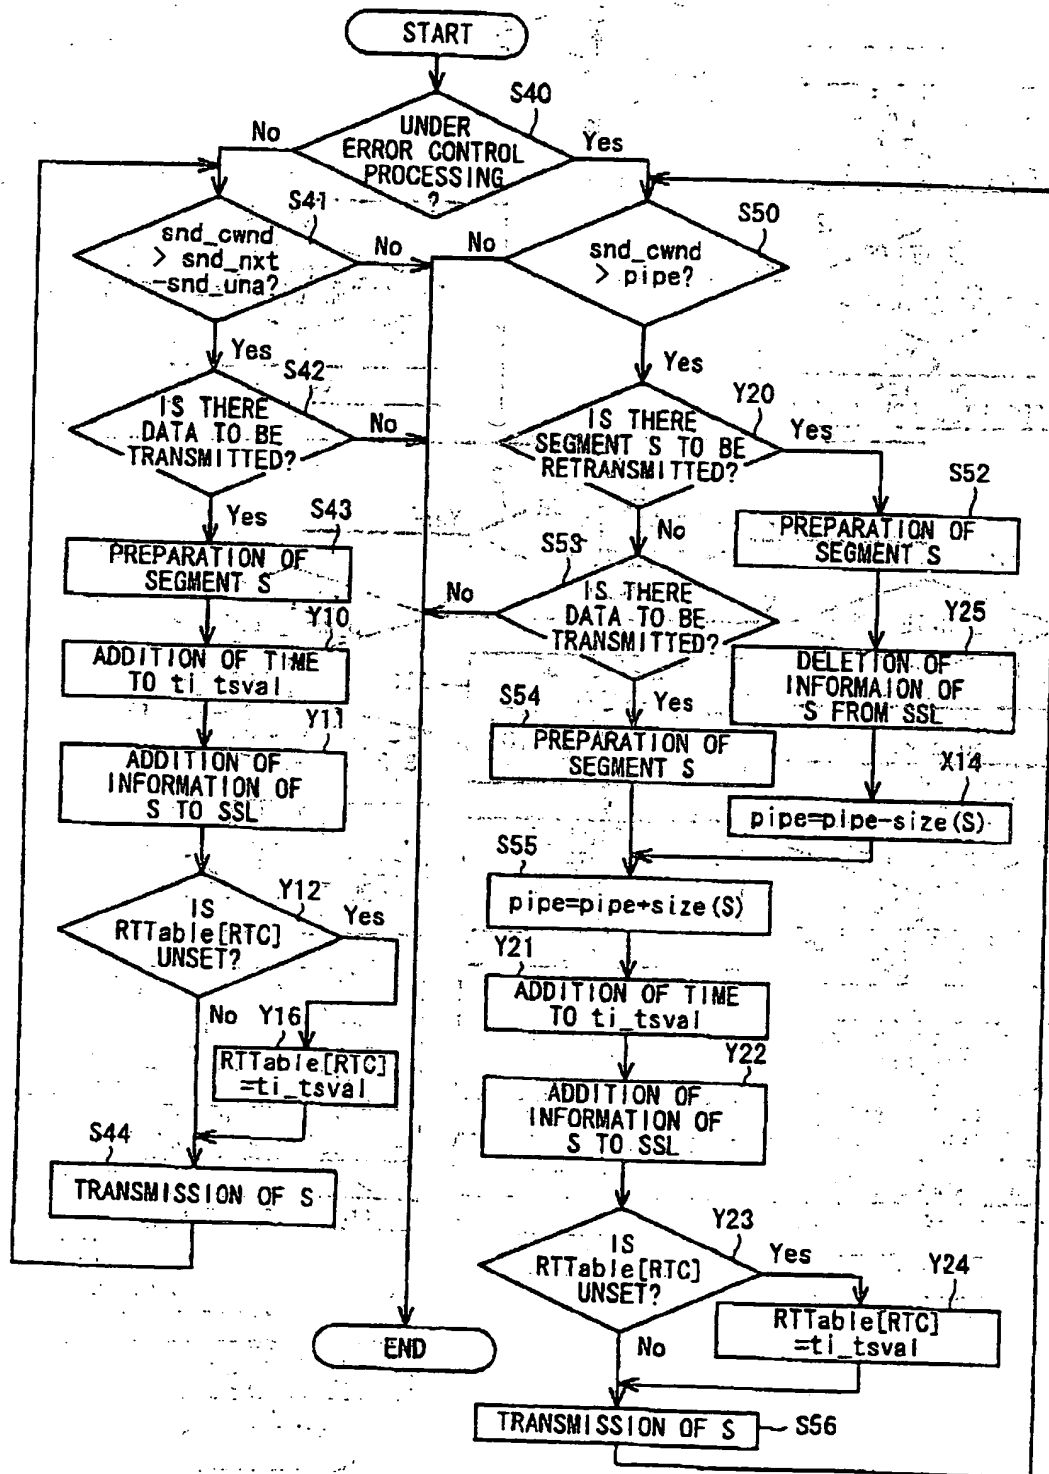 START
S40
UNDER
ERROR CONTROL
PROCESSING
?
No
Yes
S41
snd_cwnd
> snd_nxt
-snd_una?
No
Yes
S42
IS THERE
DATA TO BE
TRANSMITTED?
No
Yes
S43
PREPARATION OF
SEGMENT S
Y10
ADDITION OF TIME
TO ti_tsval
Y11
ADDITION OF
INFORMATION OF
S TO SSL
Y12
IS
RTTable[RTC]
UNSET?
Yes
No
Y16
RTTable[RTC]
=ti_tsval
S44
TRANSMISSION OF S
S50
snd_cwnd
> pipe?
No
Yes
Y20
IS THERE
SEGMENT S TO BE
RETRANSMITTED?
Yes
No
S52
PREPARATION OF
SEGMENT S
Y25
DELETION OF
INFORMAION OF
S FROM SSL
X14
pipe=pipe-size(S)
S53
IS THERE
DATA TO BE
TRANSMITTED?
No
Yes
S54
PREPARATION OF
SEGMENT S
S55
pipe=pipe+size(S)
Y21
ADDITION OF TIME
TO ti_tsval
Y22
ADDITION OF
INFORMATION OF
S TO SSL
Y23
IS
RTTable[RTC]
UNSET?
Yes
No
Y24
RTTable[RTC]
=ti_tsval
TRANSMISSION OF S
S56
END